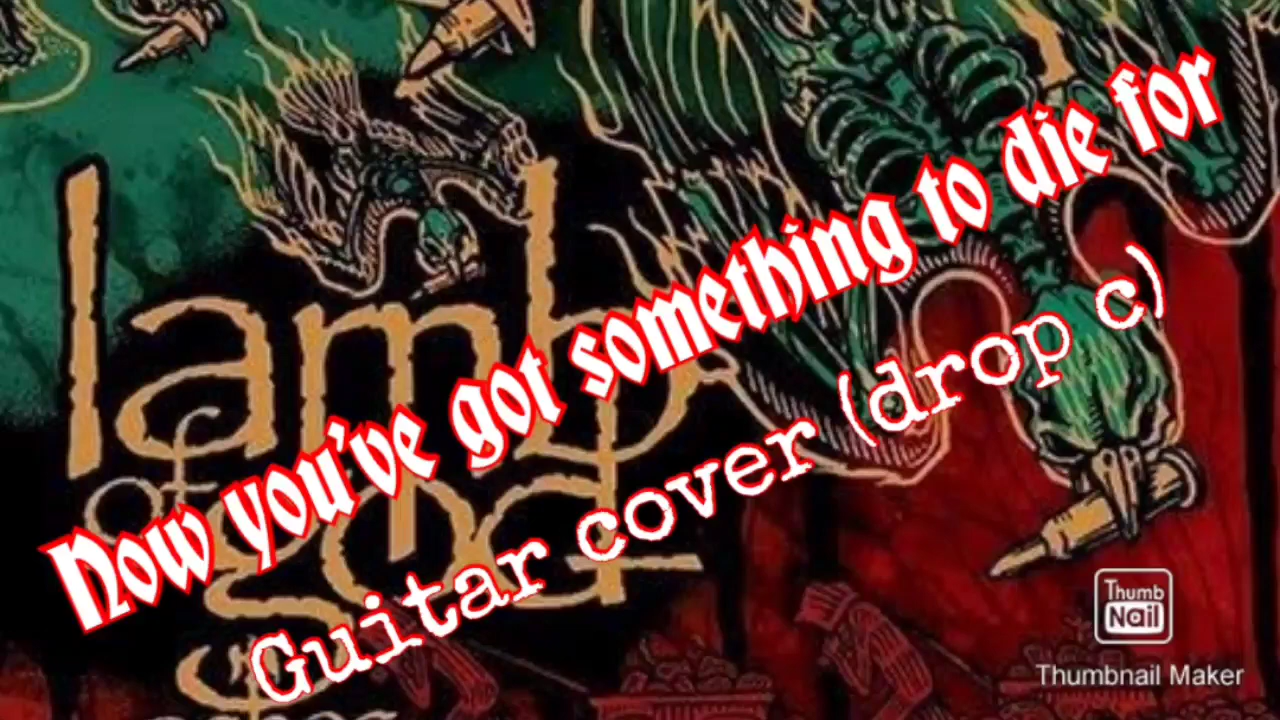 lamb
of
god
Now you've got something to die for
Guitar cover (drop c)
Thumb
Nail
Thumbnail Maker